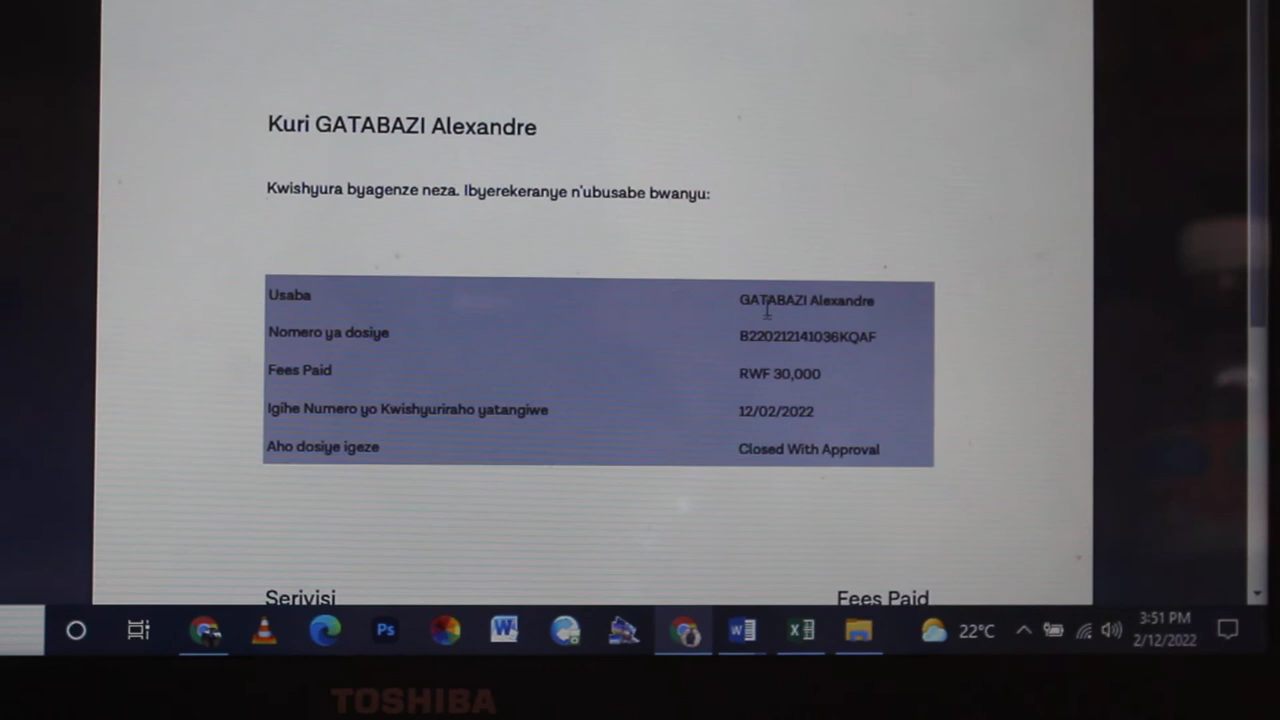 Kuri GATABAZI Alexandre
Kwishyura byagenze neza. Ibyerekeranye n'ubusabe bwanyu:
Usaba GATABAZI Alexandre
Nomero ya dosiye B220212141036KQAF
Fees Paid RWF 30,000
Igihe Numero yo Kwishyuriraho yatangiwe 12/02/2022
Aho dosiye igeze Closed With Approval
Serivisi Fees Paid
Ps
W
W
X
22°C
3:51 PM
2/12/2022
TOSHIBA